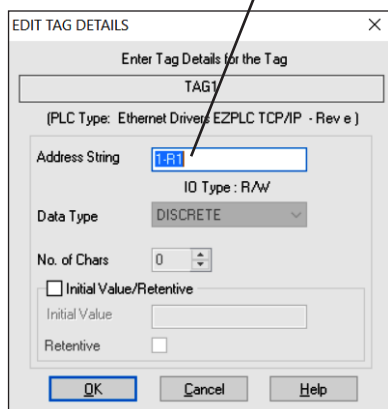 EDIT TAG DETAILS
Enter Tag Details for the Tag
TAG1
(PLC Type: Ethernet Drivers EZPLC TCP/IP - Rev e )
Address String 1-R1
IO Type : R/W
Data Type DISCRETE
No. of Chars 0
Initial Value/Retentive
Initial Value
Retentive
OK Cancel Help